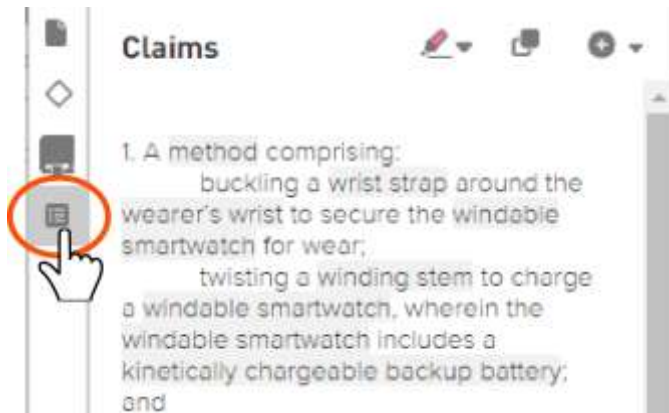 Claims
1. A method comprising:
buckling a wrist strap around the
wearer's wrist to secure the windable
smartwatch for wear;
twisting a winding stem to charge
a windable smartwatch, wherein the
windable smartwatch includes a
kinetically chargeable backup battery;
and